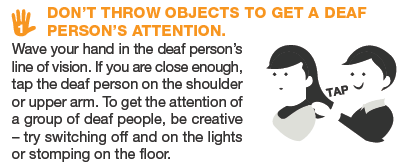 1
DON'T THROW OBJECTS TO GET A DEAF
PERSON'S ATTENTION.
Wave your hand in the deaf person's
line of vision. If you are close enough,
tap the deaf person on the shoulder
or upper arm. To get the attention of
a group of deaf people, be creative
– try switching off and on the lights
or stomping on the floor.
TAP